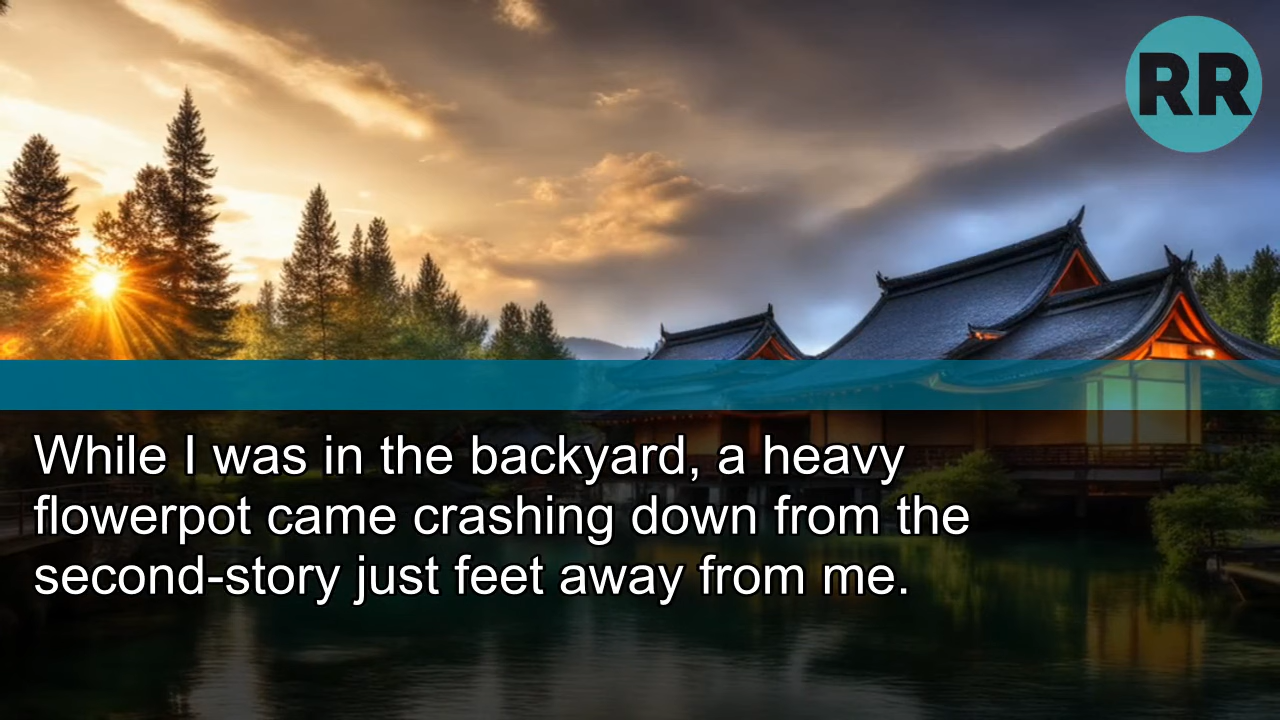 RR
While I was in the backyard, a heavy
flowerpot came crashing down from the
second-story just feet away from me.